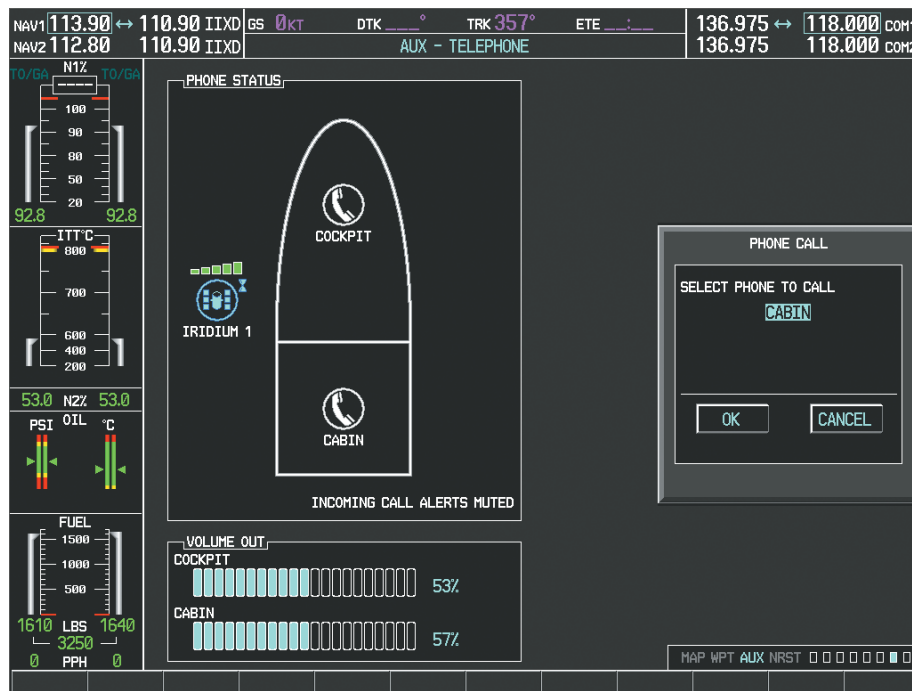 NAV1 113.90 ↔ 110.90 IIXD GS 0KT DTK ___° TRK 357° ETE __:__ 136.975 ↔ 118.000 COM1
NAV2 112.80 110.90 IIXD AUX - TELEPHONE 136.975 118.000 COM2
TO/GA N1% TO/GA
----
100
90
80
50
20
92.8 92.8
ITT°C
800
700
600
400
200
53.0 N2% 53.0
PSI OIL °C
FUEL
1500
1000
500
1610 LBS 1640
3250
0 PPH 0
PHONE STATUS
COCKPIT
IRIDIUM 1
CABIN
INCOMING CALL ALERTS MUTED
VOLUME OUT
COCKPIT
53%
CABIN
57%
PHONE CALL
SELECT PHONE TO CALL
CABIN
OK CANCEL
MAP WPT AUX NRST